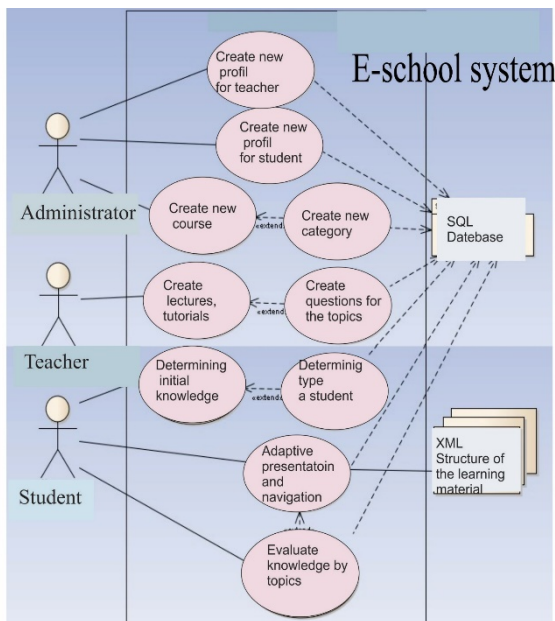 E-school system
Create new
profil
for teacher
Create new
profil
for student
Administrator
Create new
course
«extend»
Create new
category
SQL
Datebase
Create
lectures,
tutorials
«extend»
Create
questions for
the topics
Teacher
Determining
initial
knowledge
«extend»
Determinig
type
a student
Student
Adaptive
presentatoin
and
navigation
XML
Structure of
the learning
material
Evaluate
knowledge by
topics